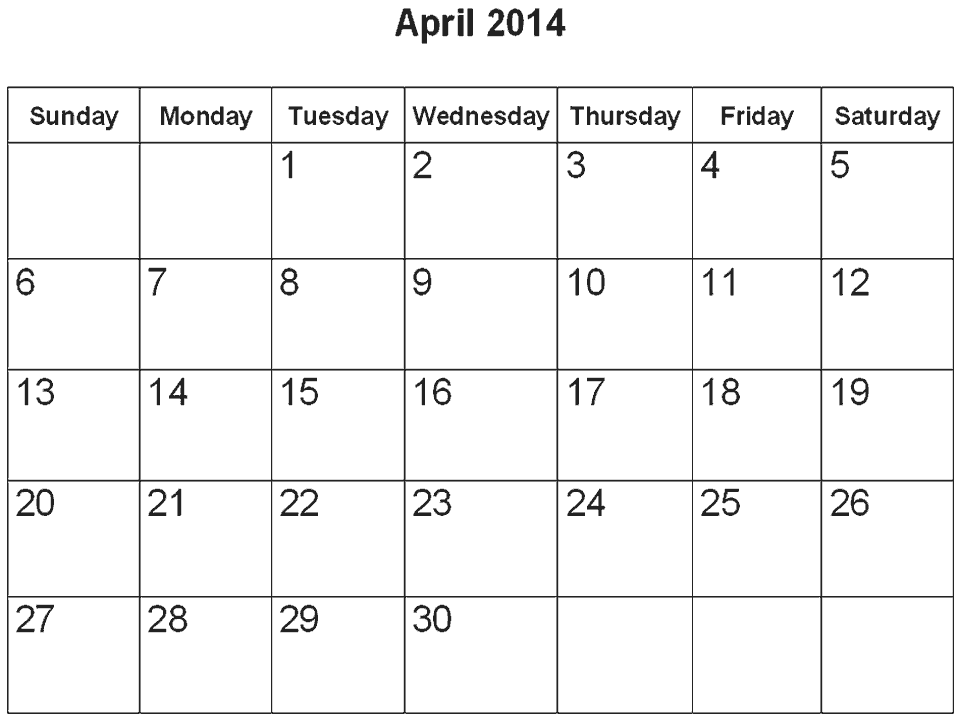 April 2014
Sunday Monday Tuesday Wednesday Thursday Friday Saturday
1 2 3 4 5
6 7 8 9 10 11 12
13 14 15 16 17 18 19
20 21 22 23 24 25 26
27 28 29 30